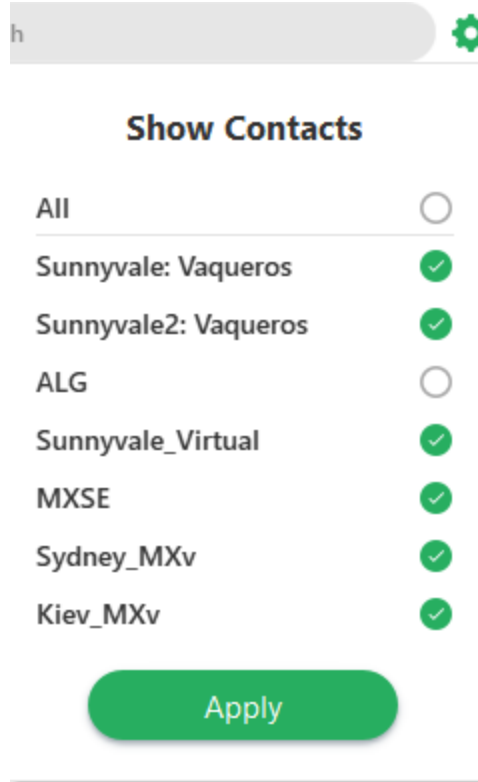 h
Show Contacts
All
Sunnyvale: Vaqueros
Sunnyvale2: Vaqueros
ALG
Sunnyvale_Virtual
MXSE
Sydney_MXv
Kiev_MXv
Apply